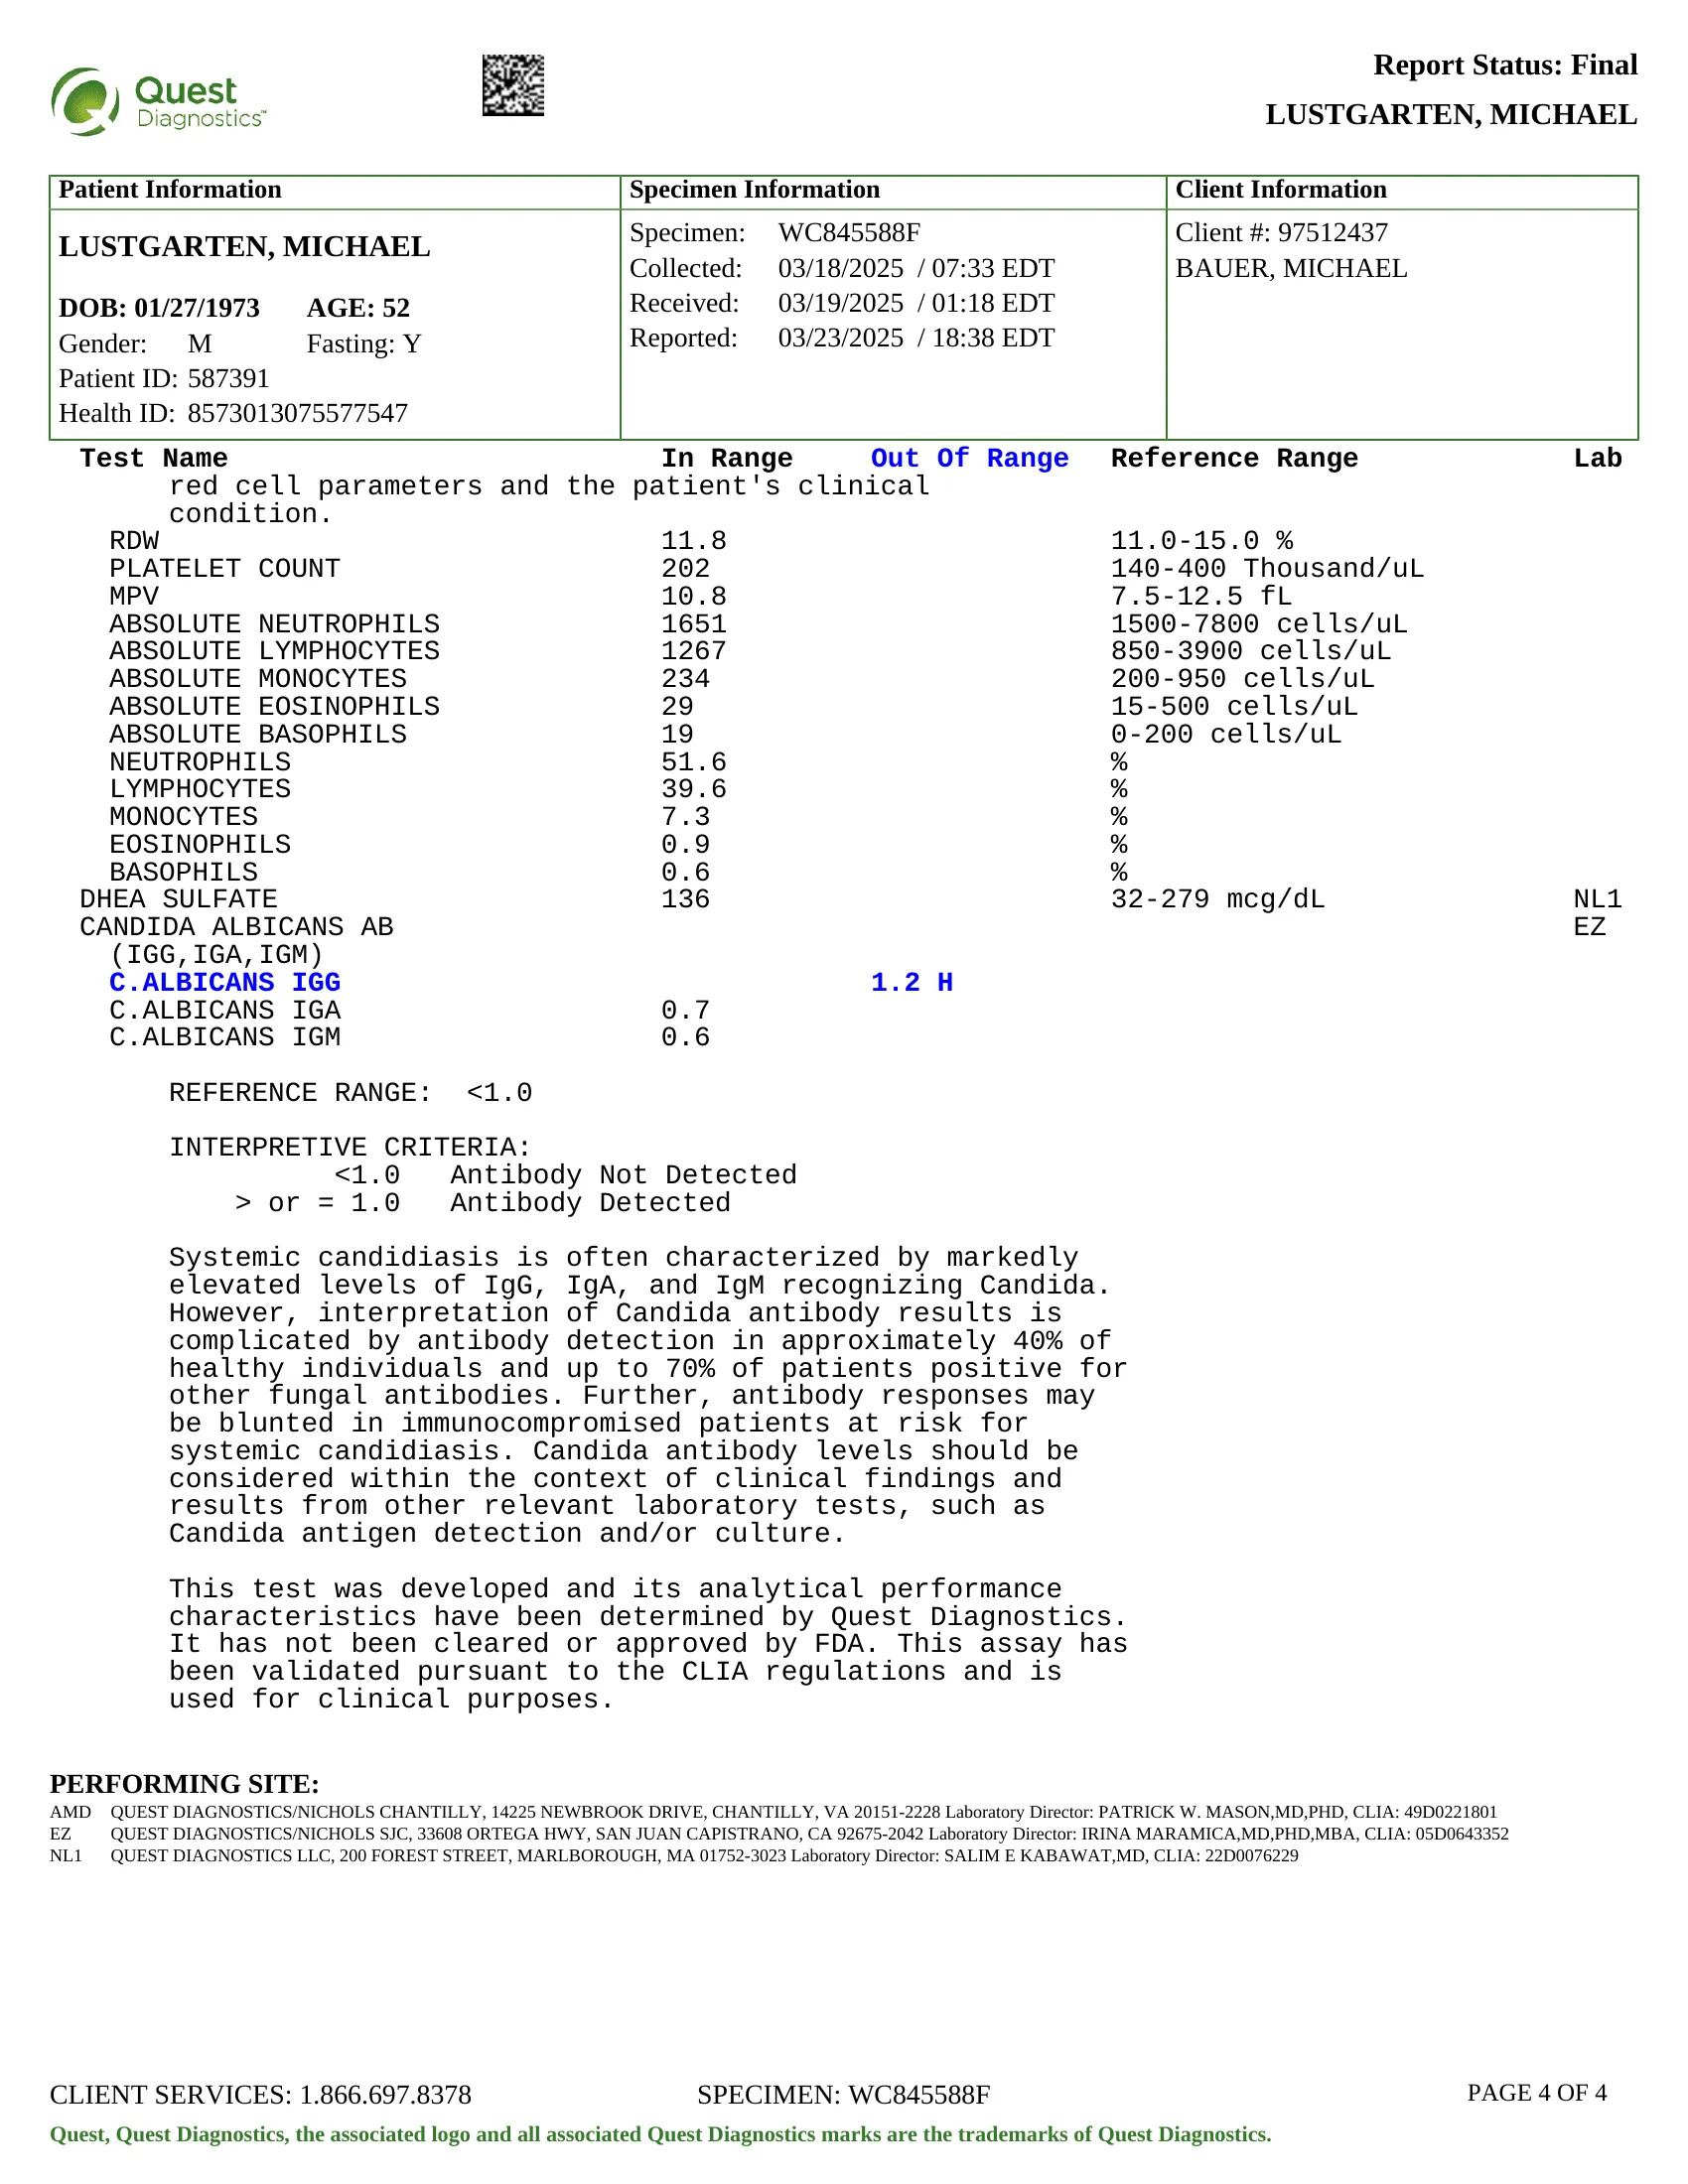 Quest
Diagnostics™
Report Status: Final
LUSTGARTEN, MICHAEL
Patient Information Specimen Information Client Information
LUSTGARTEN, MICHAEL
DOB: 01/27/1973 AGE: 52
Gender: M Fasting: Y
Patient ID: 587391
Health ID: 8573013075577547
Specimen: WC845588F
Collected: 03/18/2025 / 07:33 EDT
Received: 03/19/2025 / 01:18 EDT
Reported: 03/23/2025 / 18:38 EDT
Client #: 97512437
BAUER, MICHAEL
Test Name In Range Out Of Range Reference Range Lab
red cell parameters and the patient's clinical
condition.
RDW 11.8 11.0-15.0 %
PLATELET COUNT 202 140-400 Thousand/uL
MPV 10.8 7.5-12.5 fL
ABSOLUTE NEUTROPHILS 1651 1500-7800 cells/uL
ABSOLUTE LYMPHOCYTES 1267 850-3900 cells/uL
ABSOLUTE MONOCYTES 234 200-950 cells/uL
ABSOLUTE EOSINOPHILS 29 15-500 cells/uL
ABSOLUTE BASOPHILS 19 0-200 cells/uL
NEUTROPHILS 51.6 %
LYMPHOCYTES 39.6 %
MONOCYTES 7.3 %
EOSINOPHILS 0.9 %
BASOPHILS 0.6 %
DHEA SULFATE 136 32-279 mcg/dL NL1
CANDIDA ALBICANS AB EZ
(IGG,IGA,IGM)
C.ALBICANS IGG 1.2 H
C.ALBICANS IGA 0.7
C.ALBICANS IGM 0.6
REFERENCE RANGE: <1.0
INTERPRETIVE CRITERIA:
<1.0 Antibody Not Detected
> or = 1.0 Antibody Detected
Systemic candidiasis is often characterized by markedly
elevated levels of IgG, IgA, and IgM recognizing Candida.
However, interpretation of Candida antibody results is
complicated by antibody detection in approximately 40% of
healthy individuals and up to 70% of patients positive for
other fungal antibodies. Further, antibody responses may
be blunted in immunocompromised patients at risk for
systemic candidiasis. Candida antibody levels should be
considered within the context of clinical findings and
results from other relevant laboratory tests, such as
Candida antigen detection and/or culture.
This test was developed and its analytical performance
characteristics have been determined by Quest Diagnostics.
It has not been cleared or approved by FDA. This assay has
been validated pursuant to the CLIA regulations and is
used for clinical purposes.
PERFORMING SITE:
AMD QUEST DIAGNOSTICS/NICHOLS CHANTILLY, 14225 NEWBROOK DRIVE, CHANTILLY, VA 20151-2228 Laboratory Director: PATRICK W. MASON,MD,PHD, CLIA: 49D0221801
EZ QUEST DIAGNOSTICS/NICHOLS SJC, 33608 ORTEGA HWY, SAN JUAN CAPISTRANO, CA 92675-2042 Laboratory Director: IRINA MARAMICA,MD,PHD,MBA, CLIA: 05D0643352
NL1 QUEST DIAGNOSTICS LLC, 200 FOREST STREET, MARLBOROUGH, MA 01752-3023 Laboratory Director: SALIM E KABAWAT,MD, CLIA: 22D0076229
CLIENT SERVICES: 1.866.697.8378 SPECIMEN: WC845588F PAGE 4 OF 4
Quest, Quest Diagnostics, the associated logo and all associated Quest Diagnostics marks are the trademarks of Quest Diagnostics.